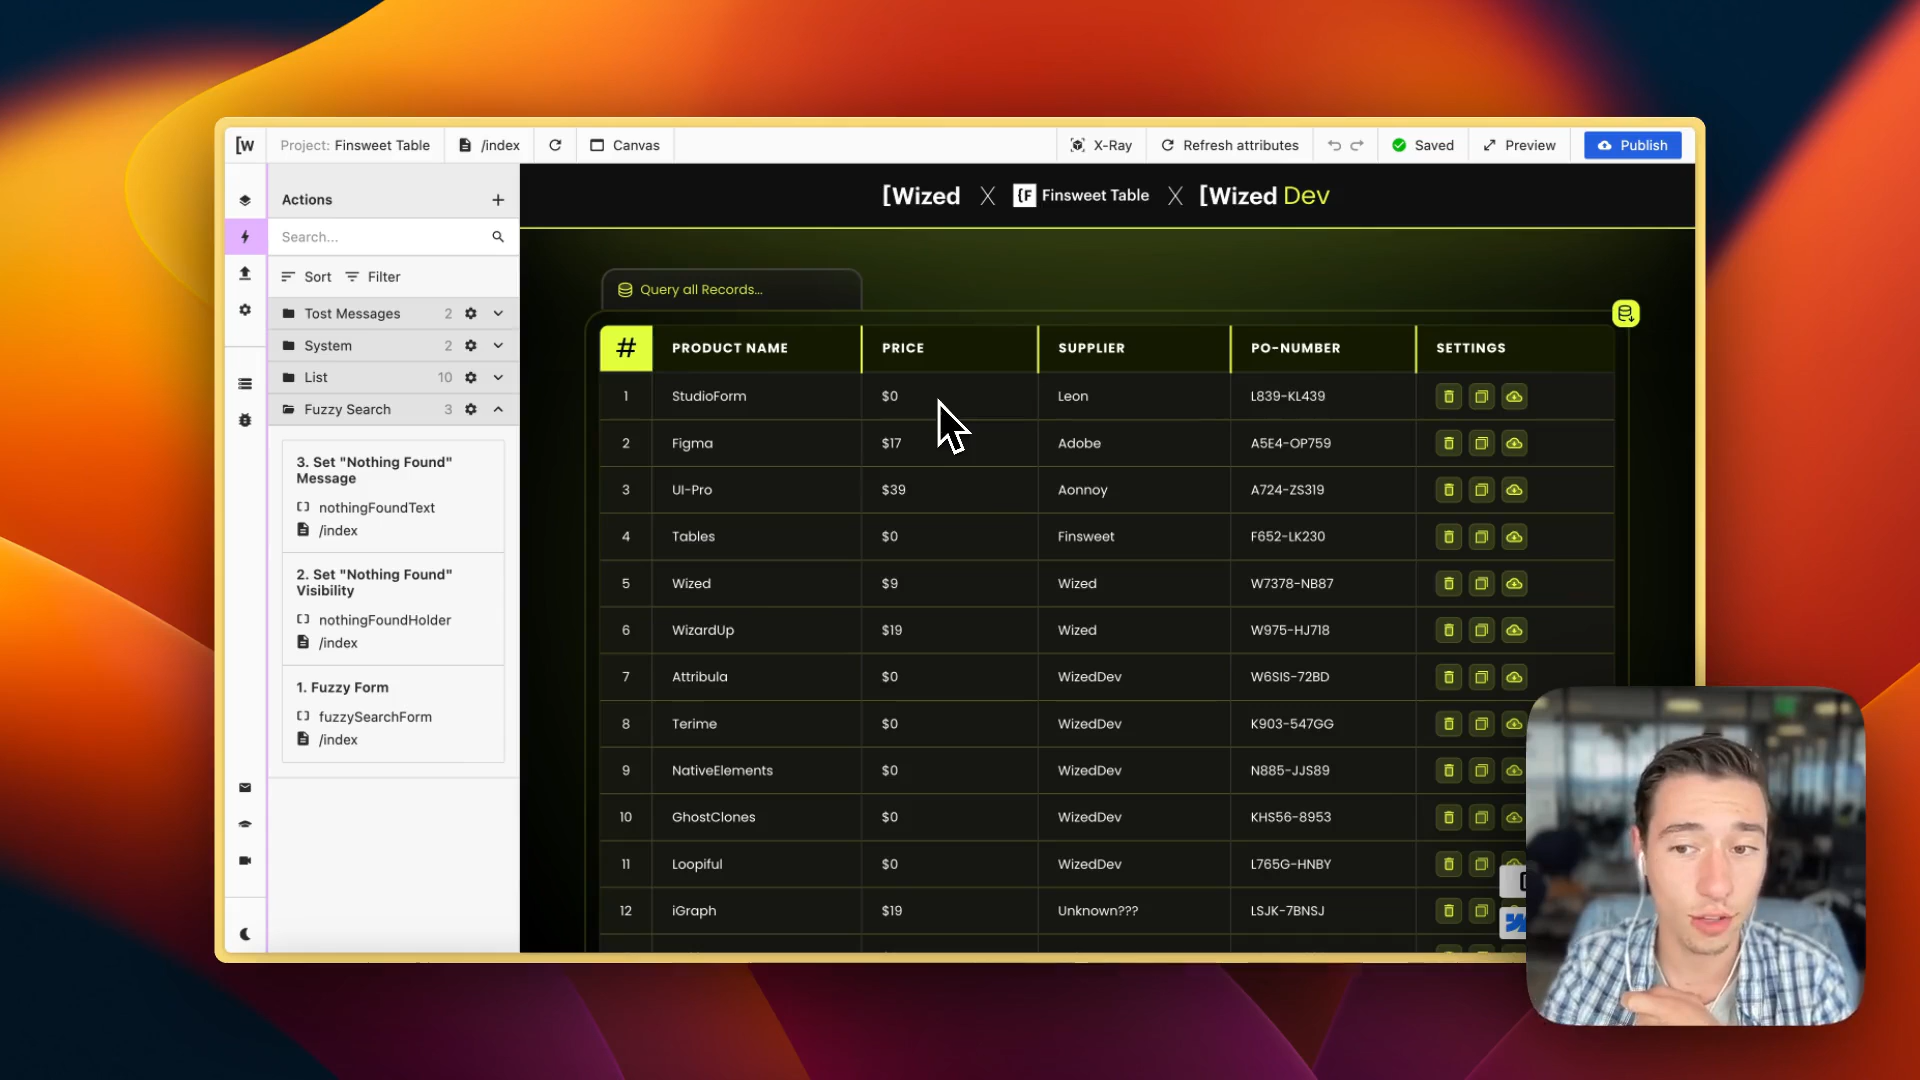 [W
Project: Finsweet Table
/index
Canvas
X-Ray
Refresh attributes
Saved
Preview
Publish
Actions
Search...
Sort
Filter
Tost Messages 2
System 2
List 10
Fuzzy Search 3
3. Set "Nothing Found" Message
nothingFoundText
/index
2. Set "Nothing Found" Visibility
nothingFoundHolder
/index
1. Fuzzy Form
fuzzySearchForm
/index
[Wized X {F Finsweet Table X [Wized Dev
Query all Records...
# PRODUCT NAME PRICE SUPPLIER PO-NUMBER SETTINGS
1 StudioForm $0 Leon L839-KL439
2 Figma $17 Adobe A5E4-OP759
3 UI-Pro $39 Aonnoy A724-ZS319
4 Tables $0 Finsweet F652-LK230
5 Wized $9 Wized W7378-NB87
6 WizardUp $19 Wized W975-HJ718
7 Attribula $0 WizedDev W6SIS-72BD
8 Terime $0 WizedDev K903-547GG
9 NativeElements $0 WizedDev N885-JJS89
10 GhostClones $0 WizedDev KHS56-8953
11 Loopiful $0 WizedDev L765G-HNBY
12 iGraph $19 Unknown??? LSJK-7BNSJ